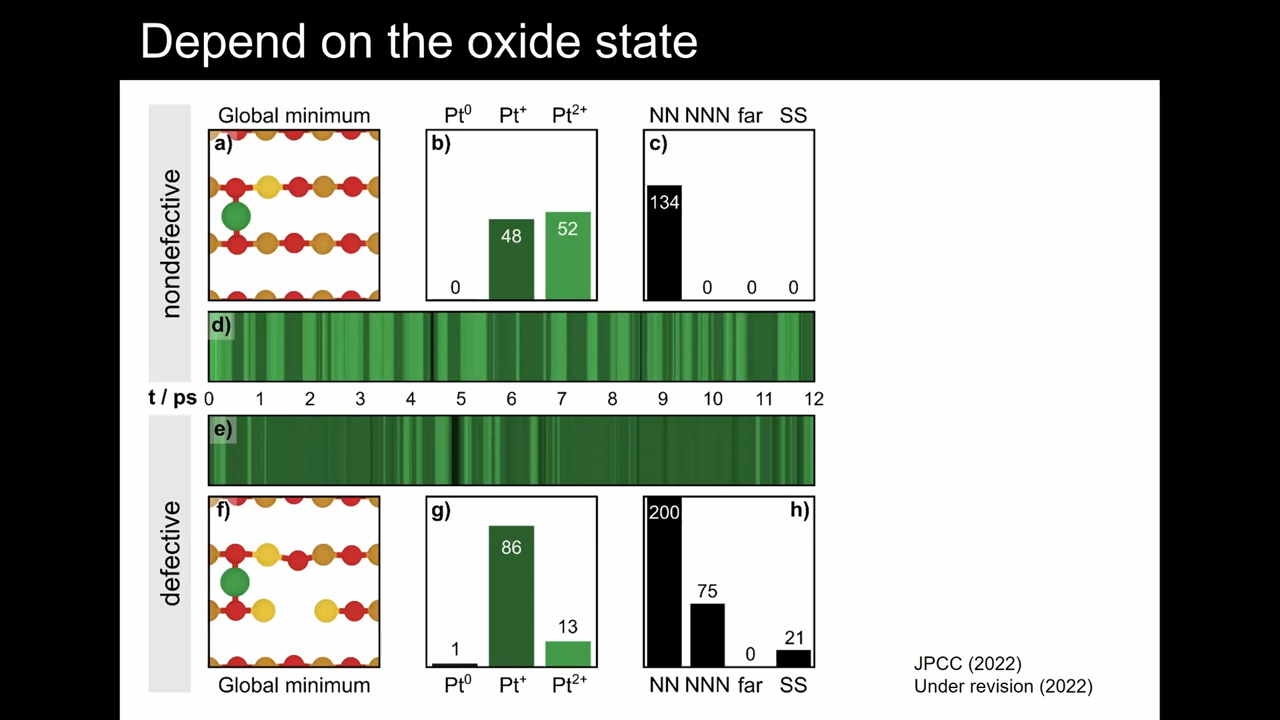 Depend on the oxide state
Global minimum
Pt⁰ Pt⁺ Pt²⁺
NN NNN far SS
nondefective
a)
b)
c)
134
48
52
0
0 0 0
d)
t / ps 0 1 2 3 4 5 6 7 8 9 10 11 12
e)
defective
f)
g)
h)
200
86
75
13
21
1
0
Global minimum
Pt⁰ Pt⁺ Pt²⁺
NN NNN far SS
JPCC (2022)
Under revision (2022)